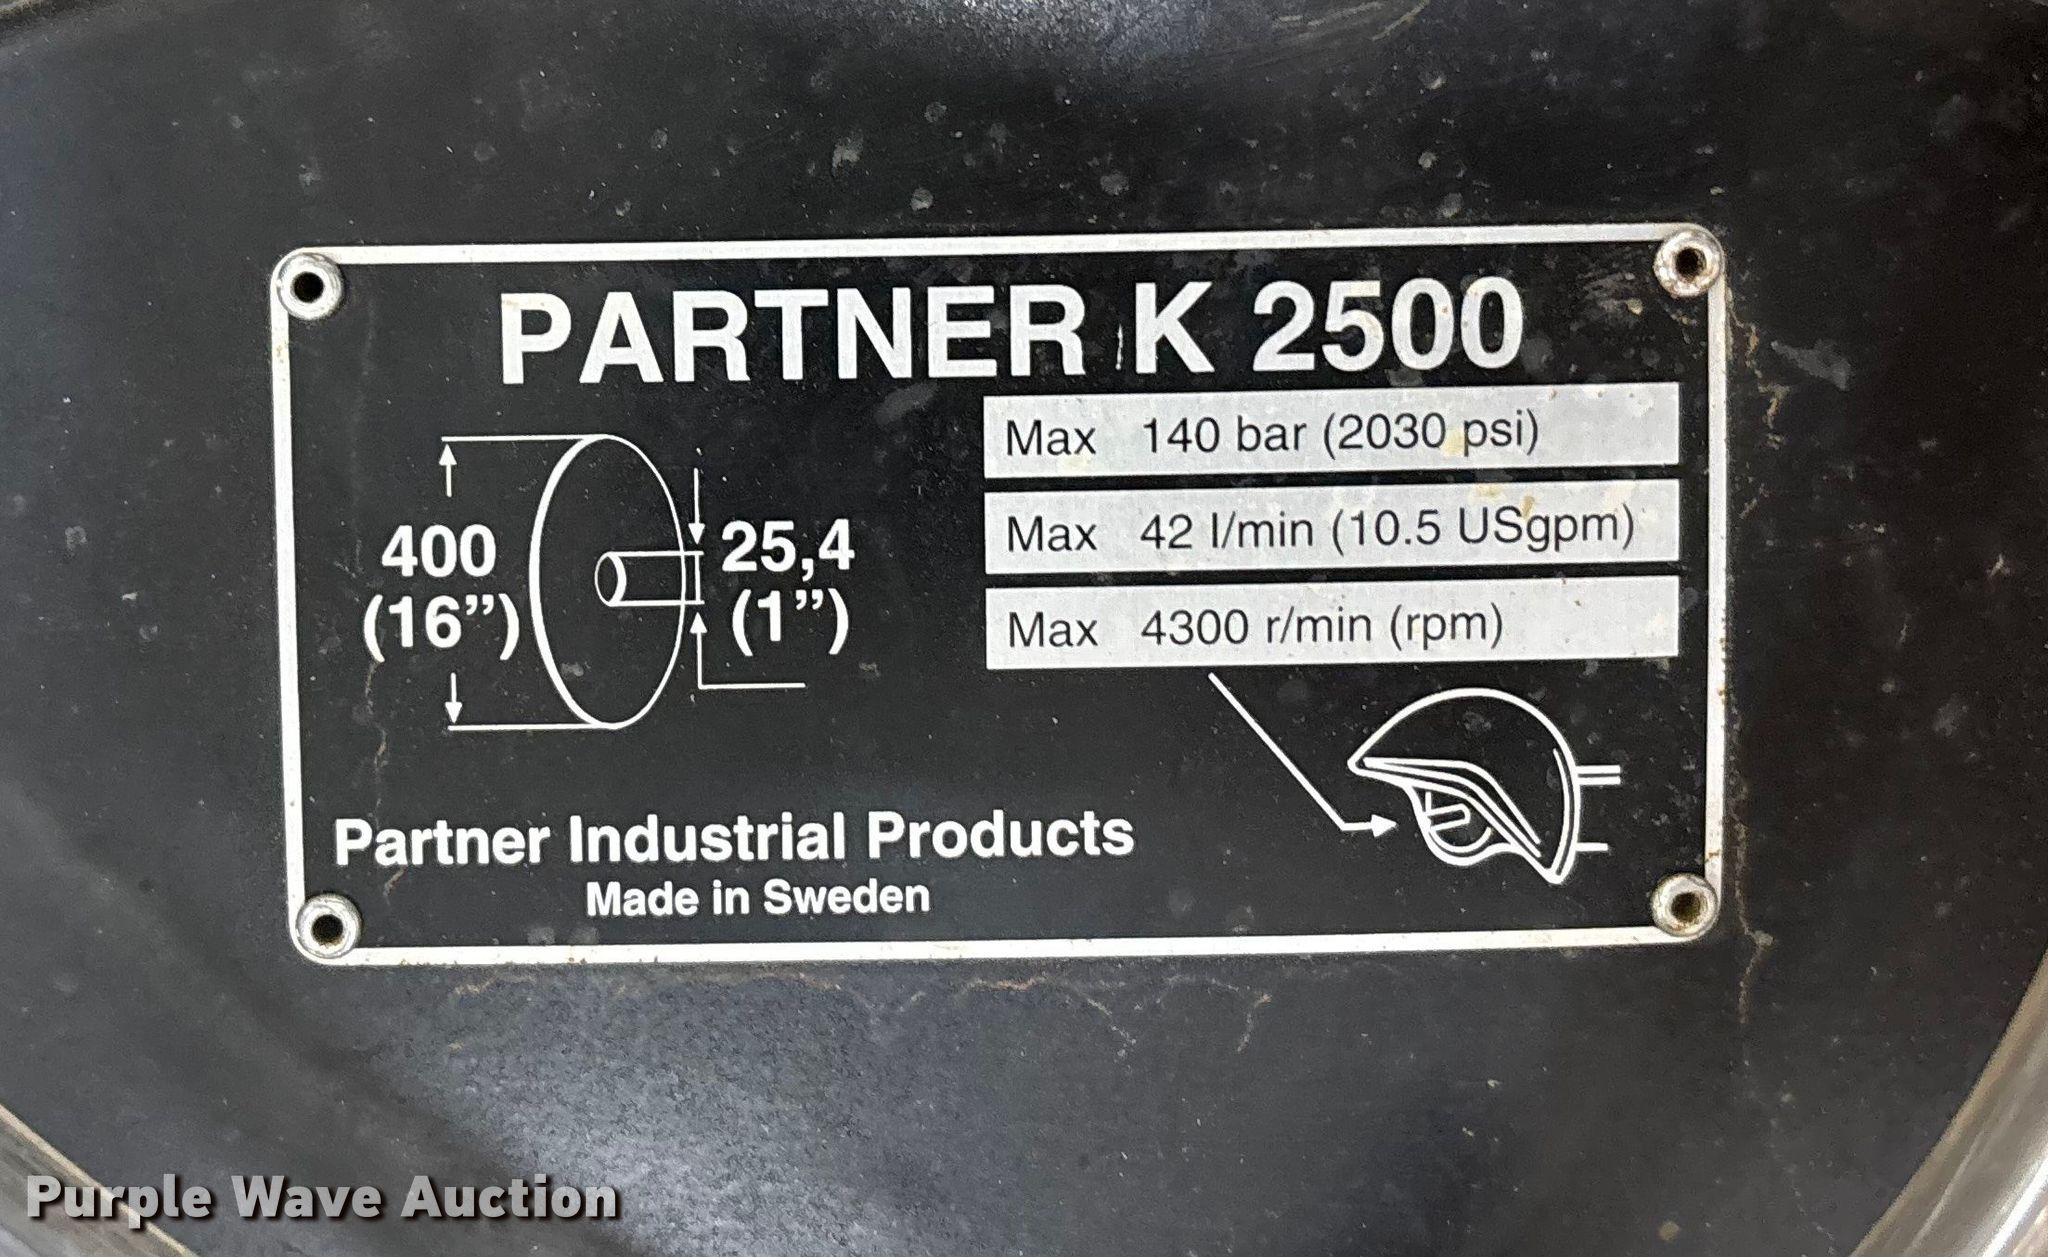 PARTNER K 2500
Max 140 bar (2030 psi)
Max 42 l/min (10.5 USgpm)
Max 4300 r/min (rpm)
400
(16”)
25,4
(1”)
Partner Industrial Products
Made in Sweden
Purple Wave Auction